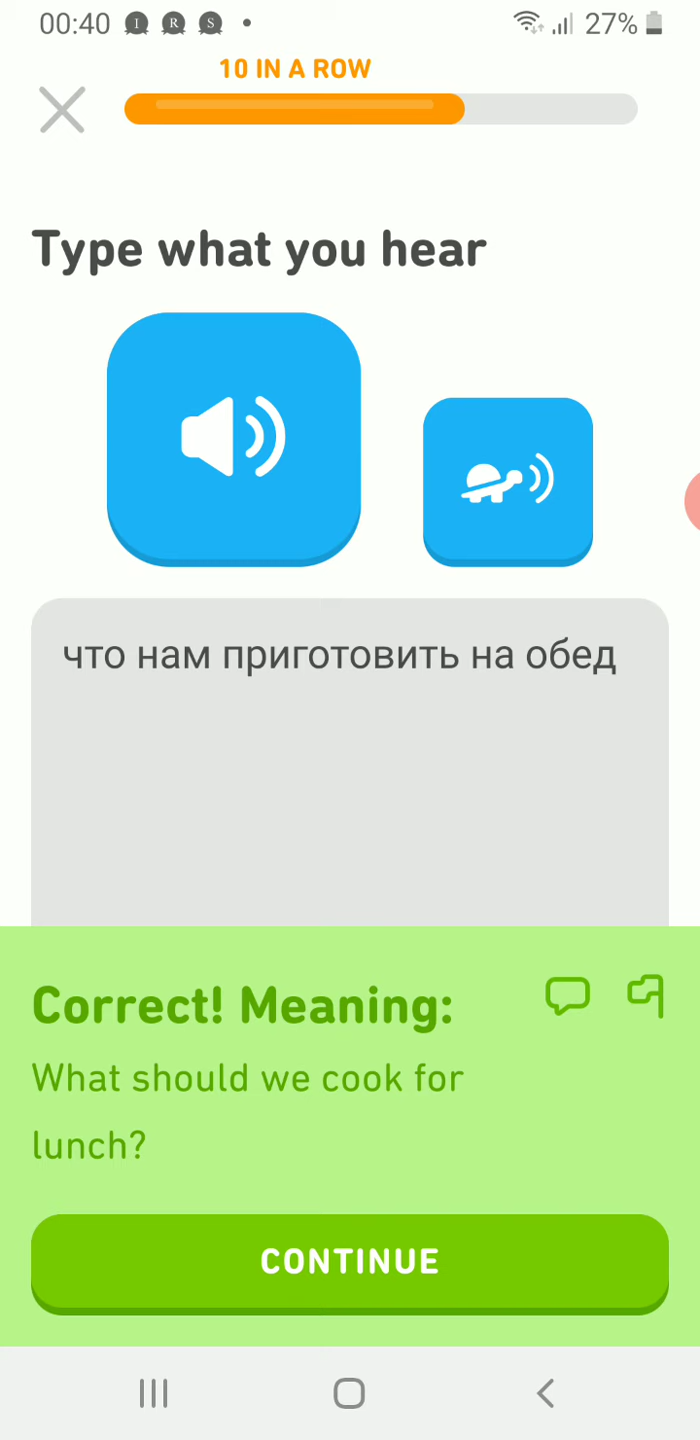 00:40 I R S • 27%
10 IN A ROW
Type what you hear
что нам приготовить на обед
Correct! Meaning:
What should we cook for
lunch?
CONTINUE